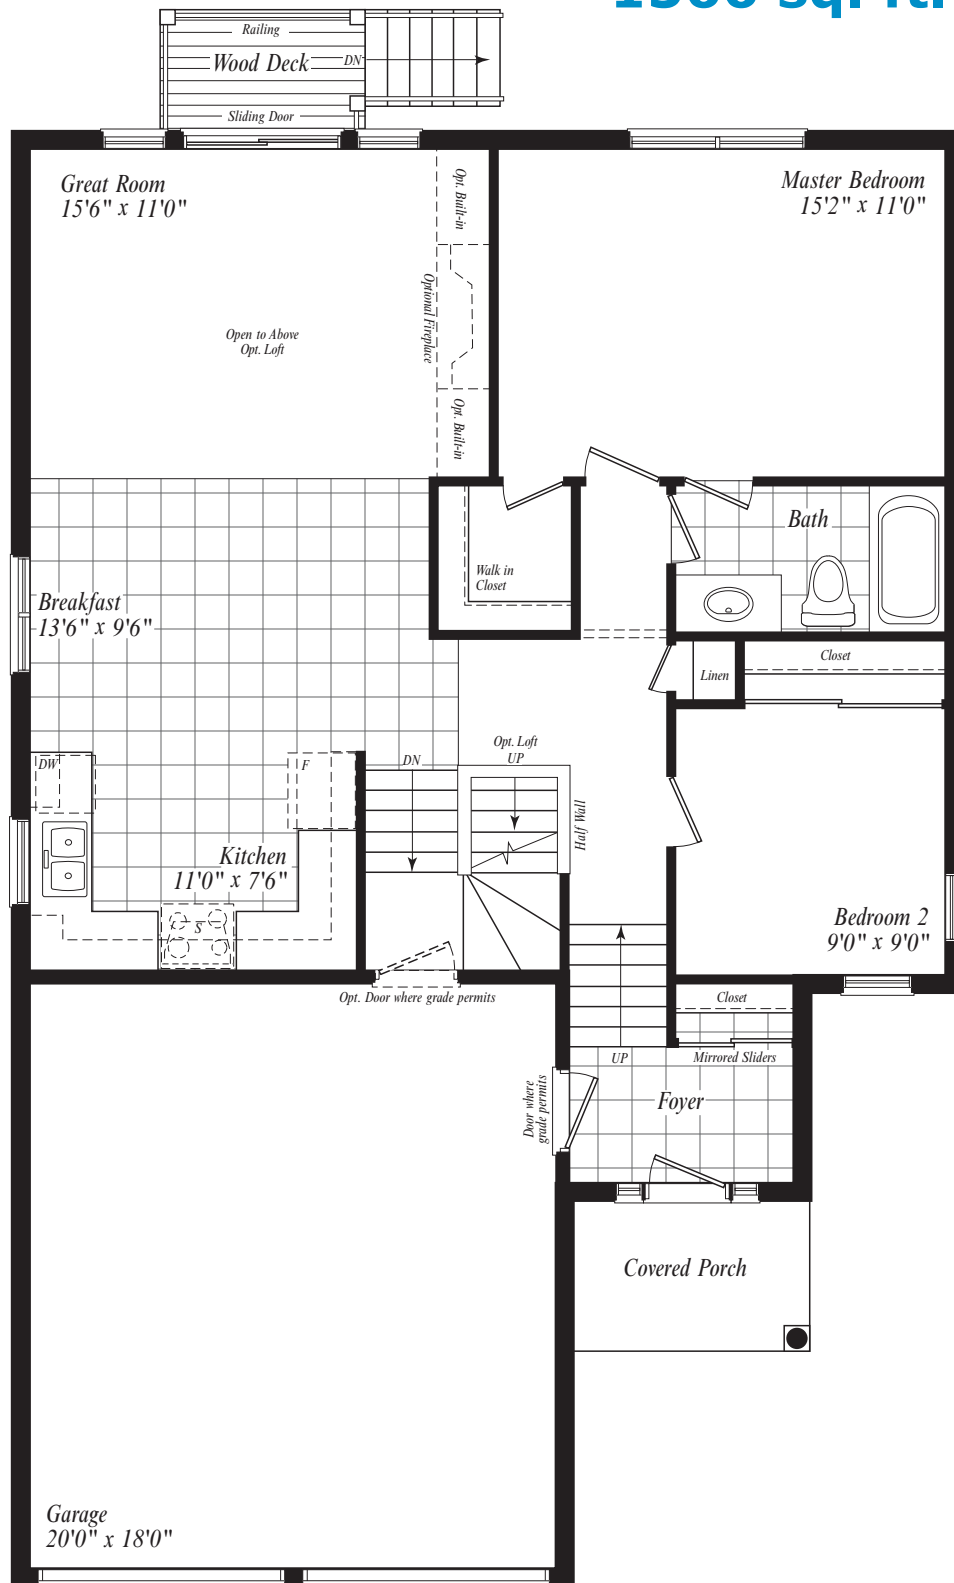 1500 sq. ft.
Railing
Wood Deck
DN
Sliding Door
Great Room
15'6" x 11'0"
Opt. Built-in
Master Bedroom
15'2" x 11'0"
Optional Fireplace
Open to Above
Opt. Loft
Opt. Built-in
Bath
Walk in
Closet
Breakfast
13'6" x 9'6"
Linen
Closet
Opt. Loft
UP
DW
F
DN
Half Wall
Kitchen
11'0" x 7'6"
S
Bedroom 2
9'0" x 9'0"
Opt. Door where grade permits
Closet
UP
Mirrored Sliders
Door where
grade permits
Foyer
Covered Porch
Garage
20'0" x 18'0"